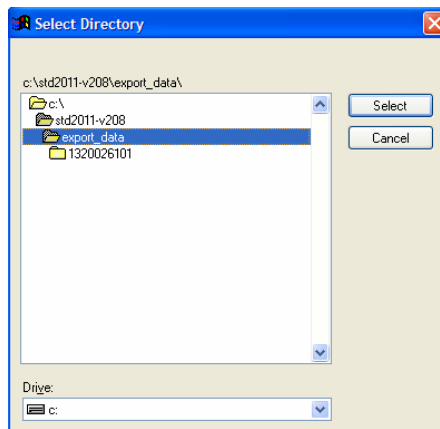 Select Directory
c:\std2011-v208\export_data\
c:\
std2011-v208
export_data
1320026101
Select
Cancel
Drive:
c: